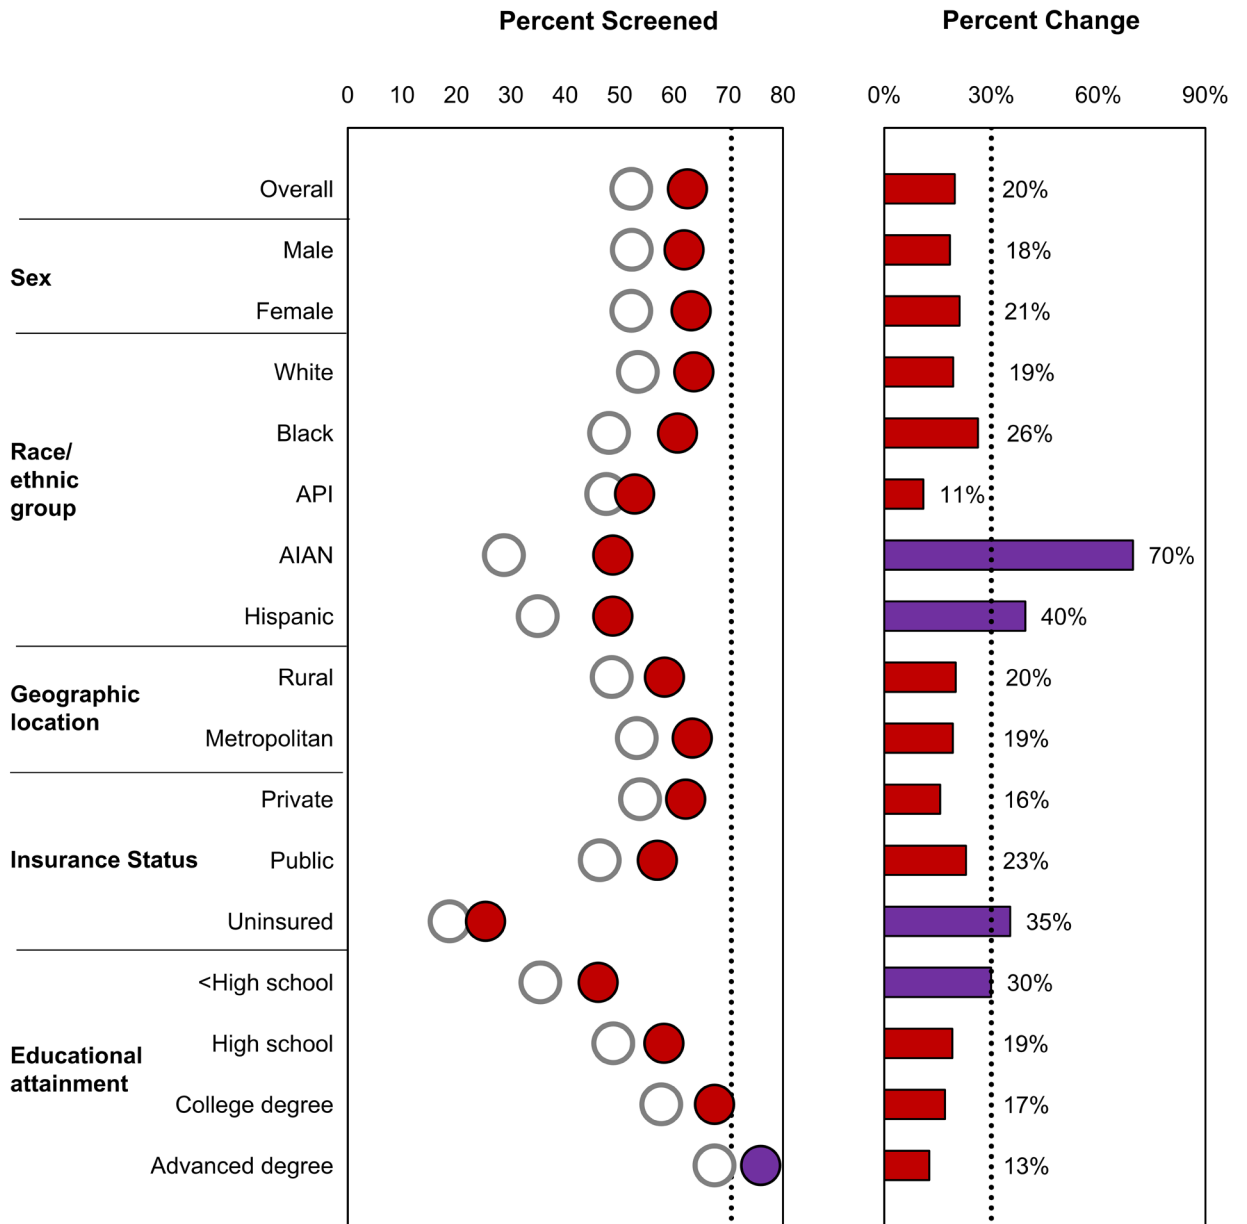 Percent Screened Percent Change
0 10 20 30 40 50 60 70 80 0% 30% 60% 90%
Overall 20%
Male 18%
Sex
Female 21%
White 19%
Black 26%
Race/
ethnic
group
API 11%
AIAN 70%
Hispanic 40%
Rural 20%
Geographic
location
Metropolitan 19%
Private 16%
Insurance Status Public 23%
Uninsured 35%
<High school 30%
High school 19%
Educational
attainment
College degree 17%
Advanced degree 13%